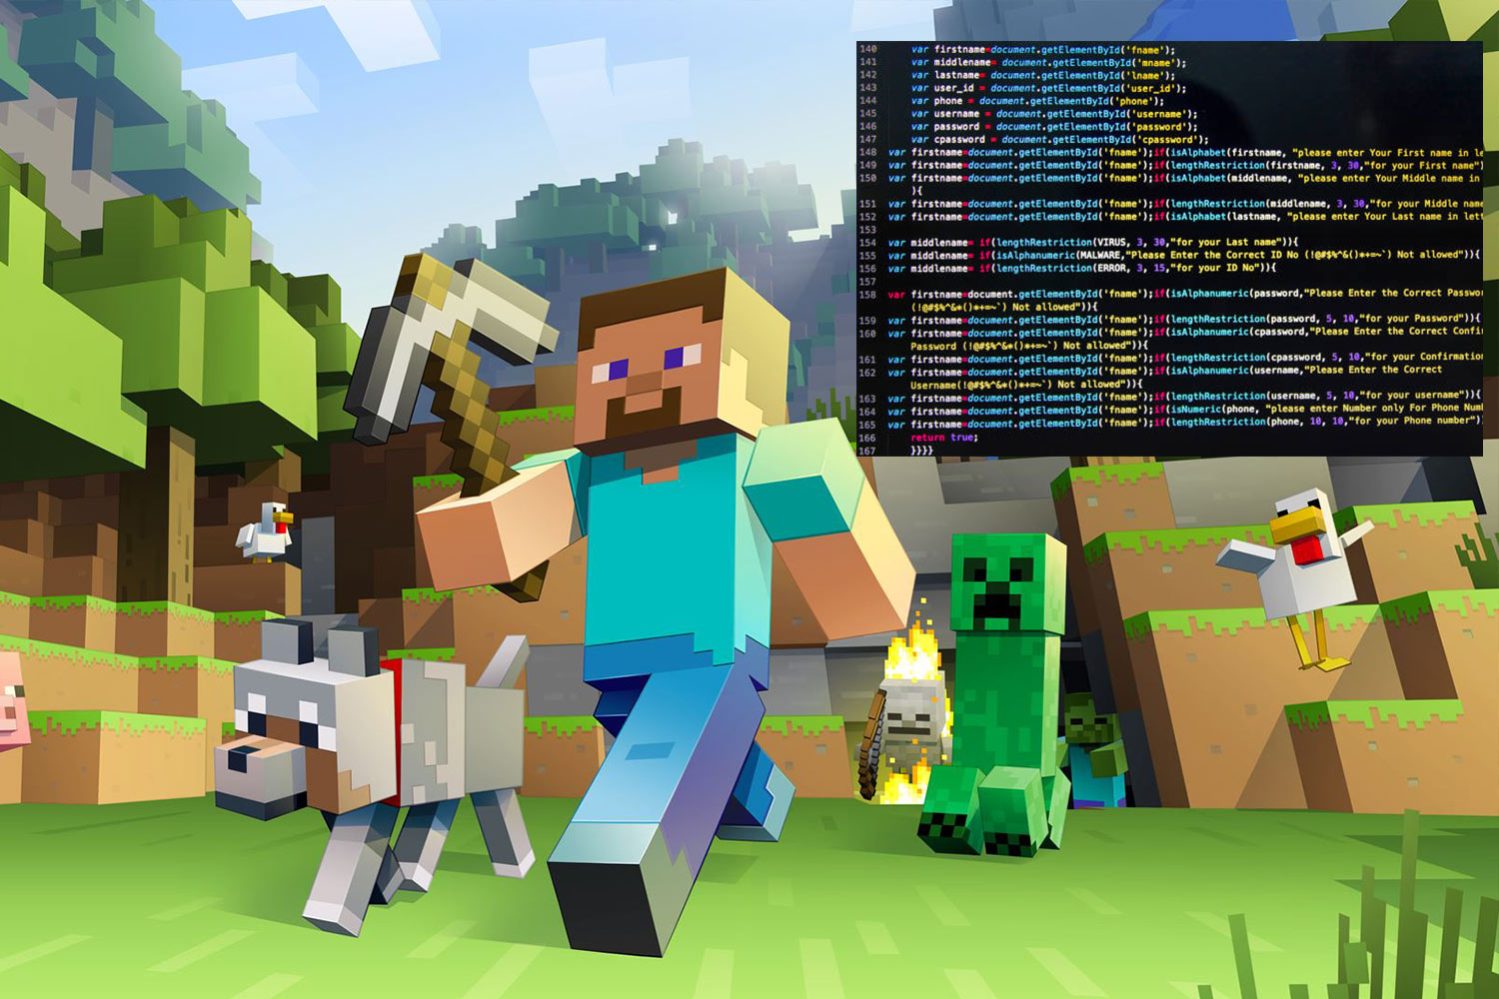 140 var firstname=document.getElementById('fname');
141 var middlename= document.getElementById('mname');
142 var lastname= document.getElementById('lname');
143 var user_id = document.getElementById('user_id');
144 var phone = document.getElementById('phone');
145 var username = document.getElementById('username');
146 var password = document.getElementById('password');
147 var cpassword = document.getElementById('cpassword');
148 var firstname=document.getElementById('fname');if(isAlphabet(firstname, "please enter Your First name in le
149 var firstname=document.getElementById('fname');if(lengthRestriction(firstname, 3, 30,"for your First name")
150 var firstname=document.getElementById('fname');if(isAlphabet(middlename, "please enter Your Middle name in
){
151 var firstname=document.getElementById('fname');if(lengthRestriction(middlename, 3, 30,"for your Middle name
152 var firstname=document.getElementById('fname');if(isAlphabet(lastname, "please enter Your Last name in lett
153
154 var middlename= if(lengthRestriction(VIRUS, 3, 30,"for your Last name")){
155 var middlename= if(isAlphanumeric(MALWARE,"Please Enter the Correct ID No (!@#$%^&()*+=~`) Not allowed")){
156 var middlename= if(lengthRestriction(ERROR, 3, 15,"for your ID No")){
157
158 var firstname=document.getElementById('fname');if(isAlphanumeric(password,"Please Enter the Correct Passwo
(!@#$%^&*()*+=~`) Not allowed")){
159 var firstname=document.getElementById('fname');if(lengthRestriction(password, 5, 10,"for your Password")){
160 var firstname=document.getElementById('fname');if(isAlphanumeric(cpassword,"Please Enter the Correct Confi
Password (!@#$%^&*()*+=~`) Not allowed")){
161 var firstname=document.getElementById('fname');if(lengthRestriction(cpassword, 5, 10,"for your Confirmation
162 var firstname=document.getElementById('fname');if(isAlphanumeric(username,"Please Enter the Correct
Username(!@#$%^&*()*+=~`) Not allowed")){
163 var firstname=document.getElementById('fname');if(lengthRestriction(username, 5, 10,"for your username")){
164 var firstname=document.getElementById('fname');if(isNumeric(phone, "please enter Number only For Phone Num
165 var firstname=document.getElementById('fname');if(lengthRestriction(phone, 10, 10,"for your Phone number")
166 return true;
167 }}}}